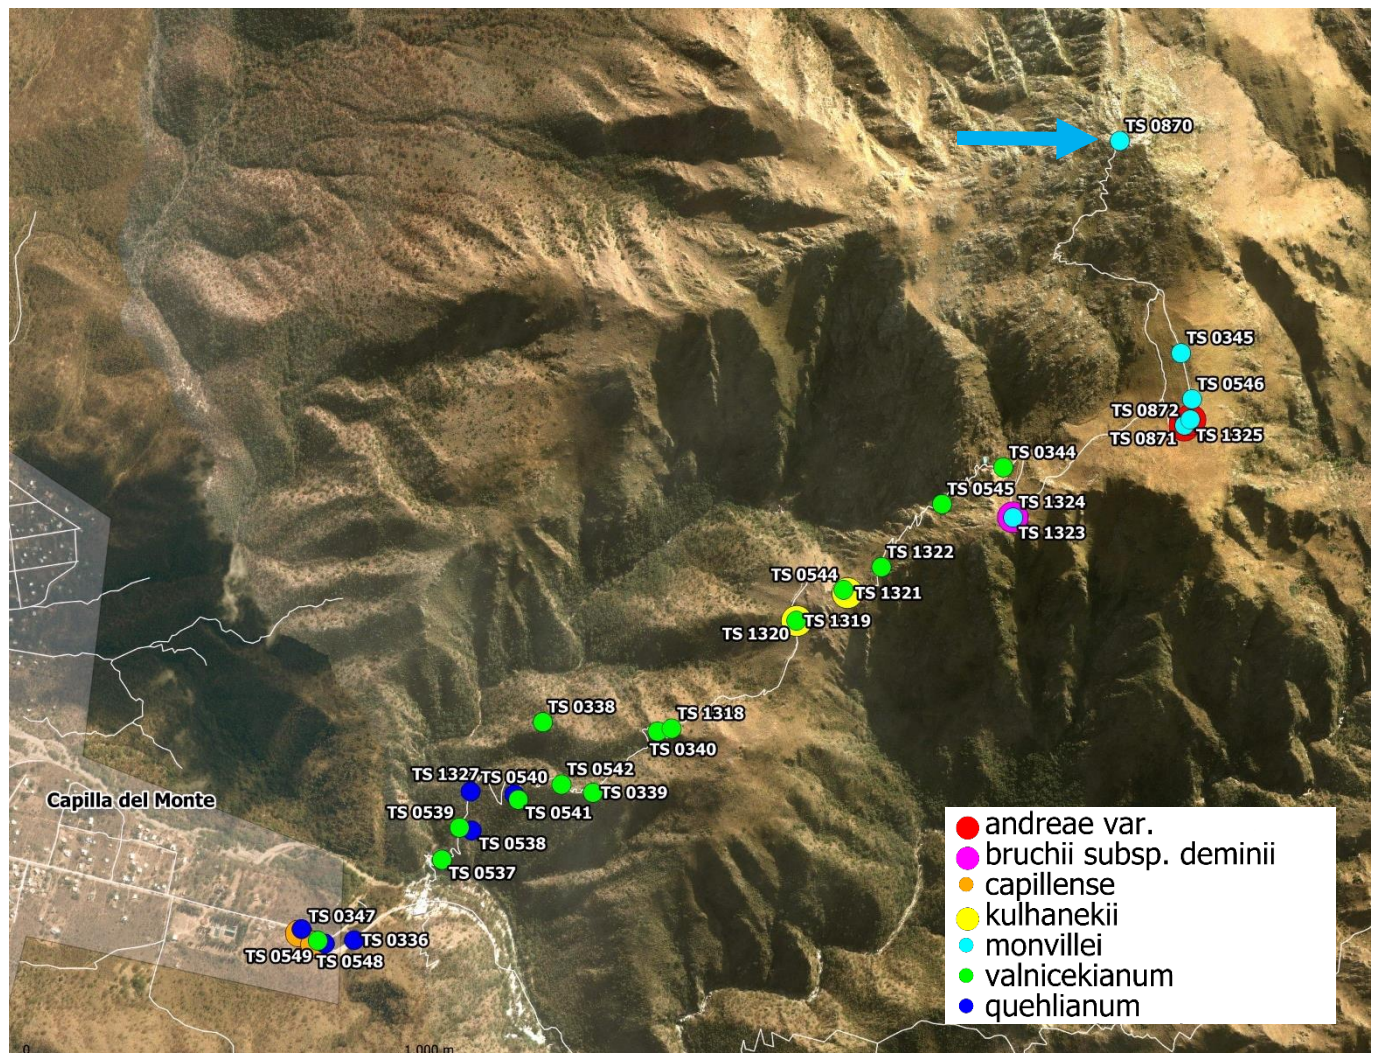 TS 0870
TS 0345
TS 0546
TS 0872
TS 0871
TS 1325
TS 0344
TS 0545
TS 1324
TS 1323
TS 1322
TS 0544
TS 1321
TS 1319
TS 1320
TS 0338
TS 1318
TS 0340
TS 0542
TS 1327
TS 0540
TS 0339
TS 0541
TS 0539
TS 0538
TS 0537
Capilla del Monte
TS 0347
TS 0336
TS 0549
TS 0548
andreae var.
bruchii subsp. deminii
capillense
kulhanekii
monvillei
valnicekianum
quehlianum
0
1 000 m